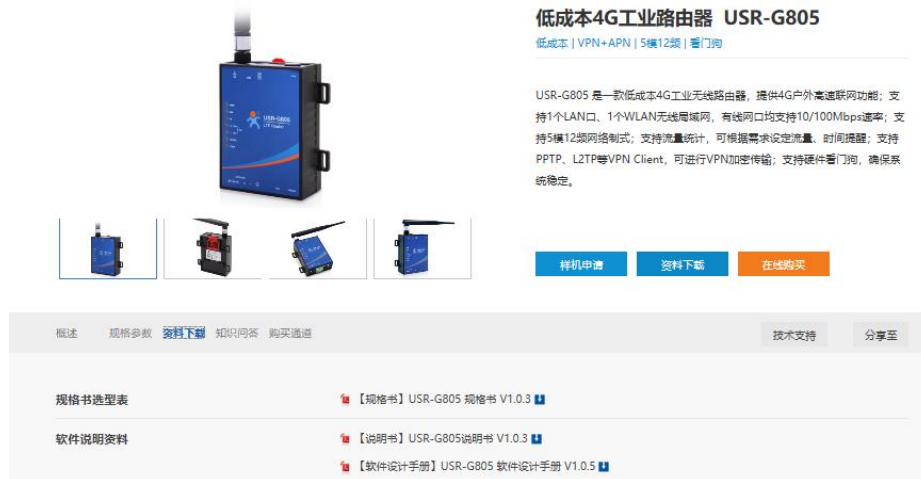 低成本4G工业路由器 USR-G805
低成本 | VPN+APN | 5模12频 | 看门狗
USR-G805 是一款低成本4G工业无线路由器，提供4G户外高速联网功能；支
持1个LAN口、1个WLAN无线局域网，有线网口均支持10/100Mbps速率；支
持5模12频网络制式；支持流量统计，可根据需求设定流量、时间提醒；支持
PPTP、L2TP等VPN Client，可进行VPN加密传输；支持硬件看门狗，确保系
统稳定。
USR-G805
LTE Router
样机申请 资料下载 在线购买
概述 规格参数 资料下载 知识问答 购买通道 技术支持 分享至
规格书选型表 【规格书】USR-G805 规格书 V1.0.3
软件说明资料 【说明书】USR-G805说明书 V1.0.3
【软件设计手册】USR-G805 软件设计手册 V1.0.5